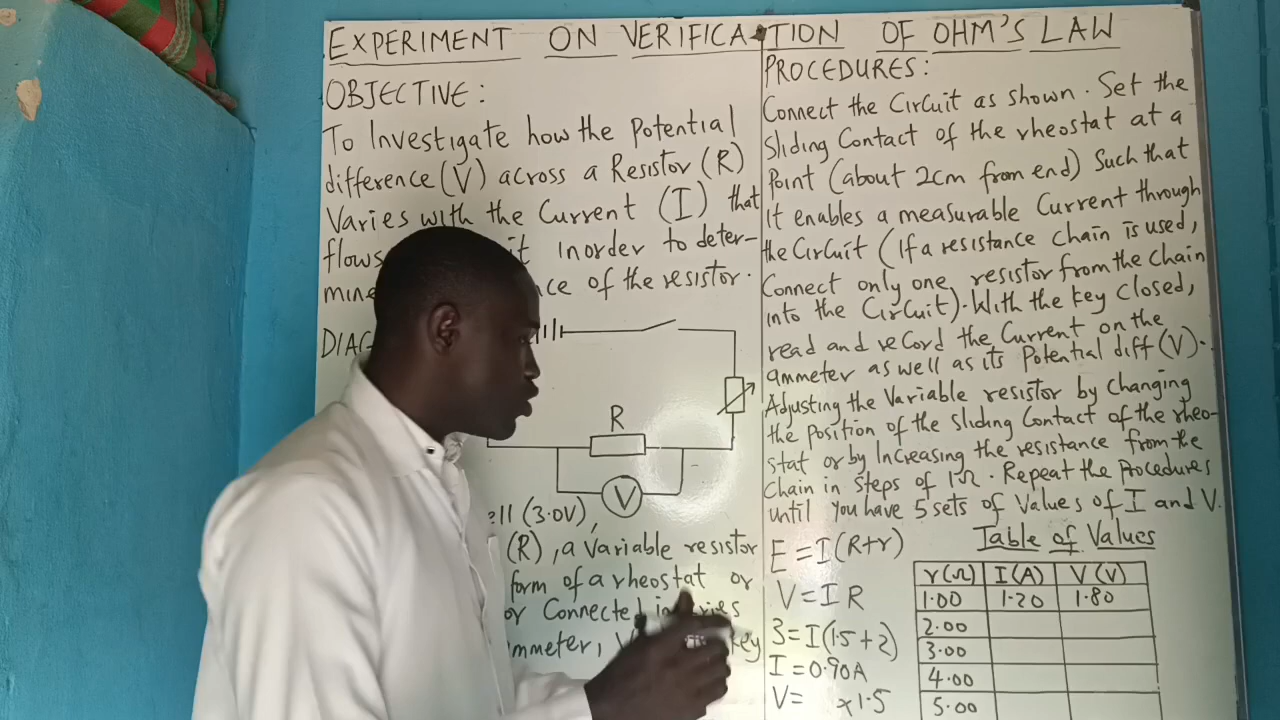 EXPERIMENT ON VERIFICATION OF OHM'S LAW
OBJECTIVE:
To Investigate how the Potential
difference (V) across a Resistor (R)
Varies with the Current (I) that
flows inorder to deter-
mine of the resistor.
R
V
(3.0V),
(R), a Variable resistor
form of a rheostat or
or Connected
key
PROCEDURES:
Connect the Circuit as shown. Set the
Sliding Contact of the rheostat at a
Point (about 2cm from end) Such that
It enables a measurable Current through
the Circuit (If a resistance Chain is used,
Connect only one resistor from the Chain
into the Circuit). With the key Closed,
read and record the Current on the
ammeter as well as its Potential diff (V).
Adjusting the Variable resistor by Changing
the position of the Sliding Contact of the rheo-
stat or by Increasing the resistance from the
Chain in steps of 1Ω. Repeat the procedures
until You have 5 sets of Values of I and V.
E = I(R+r)
V = I R
3 = I(1.5 + 2)
I = 0.90A
V = x 1.5
Table of Values
r(Ω) I(A) V(V)
1.00 1.20 1.80
2.00
3.00
4.00
5.00